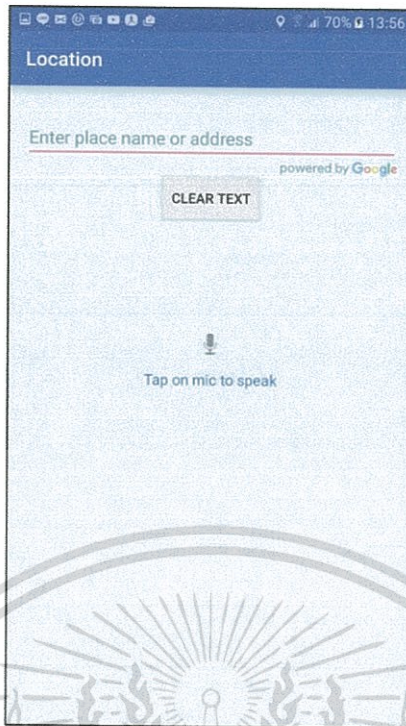 70% 13:56
Location
Enter place name or address
powered by Google
CLEAR TEXT
Tap on mic to speak